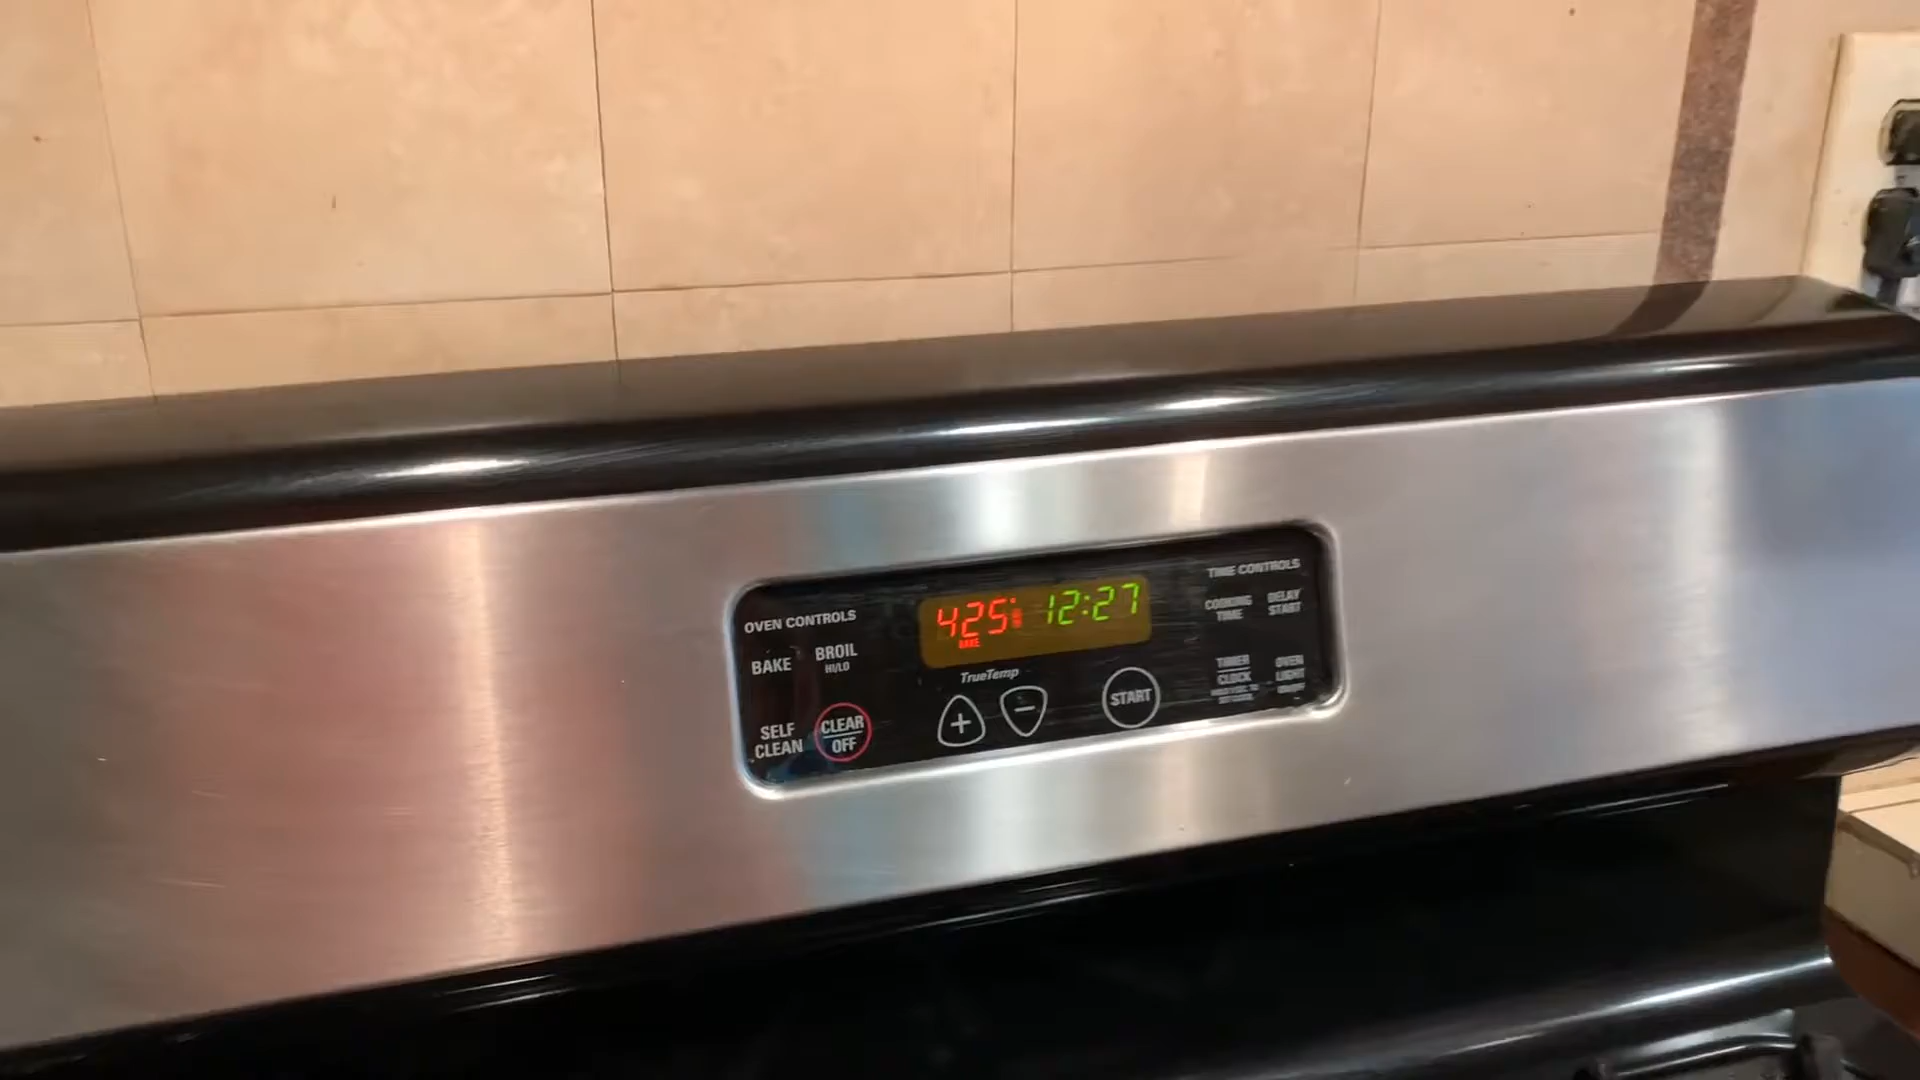 OVEN CONTROLS
BAKE
BROIL
HI/LO
SELF
CLEAN
CLEAR
OFF
425° 12:27
BAKE
TrueTemp
+ −
START
TIME CONTROLS
COOKING
TIME
DELAY
START
TIMER
CLOCK
OVEN
LIGHT